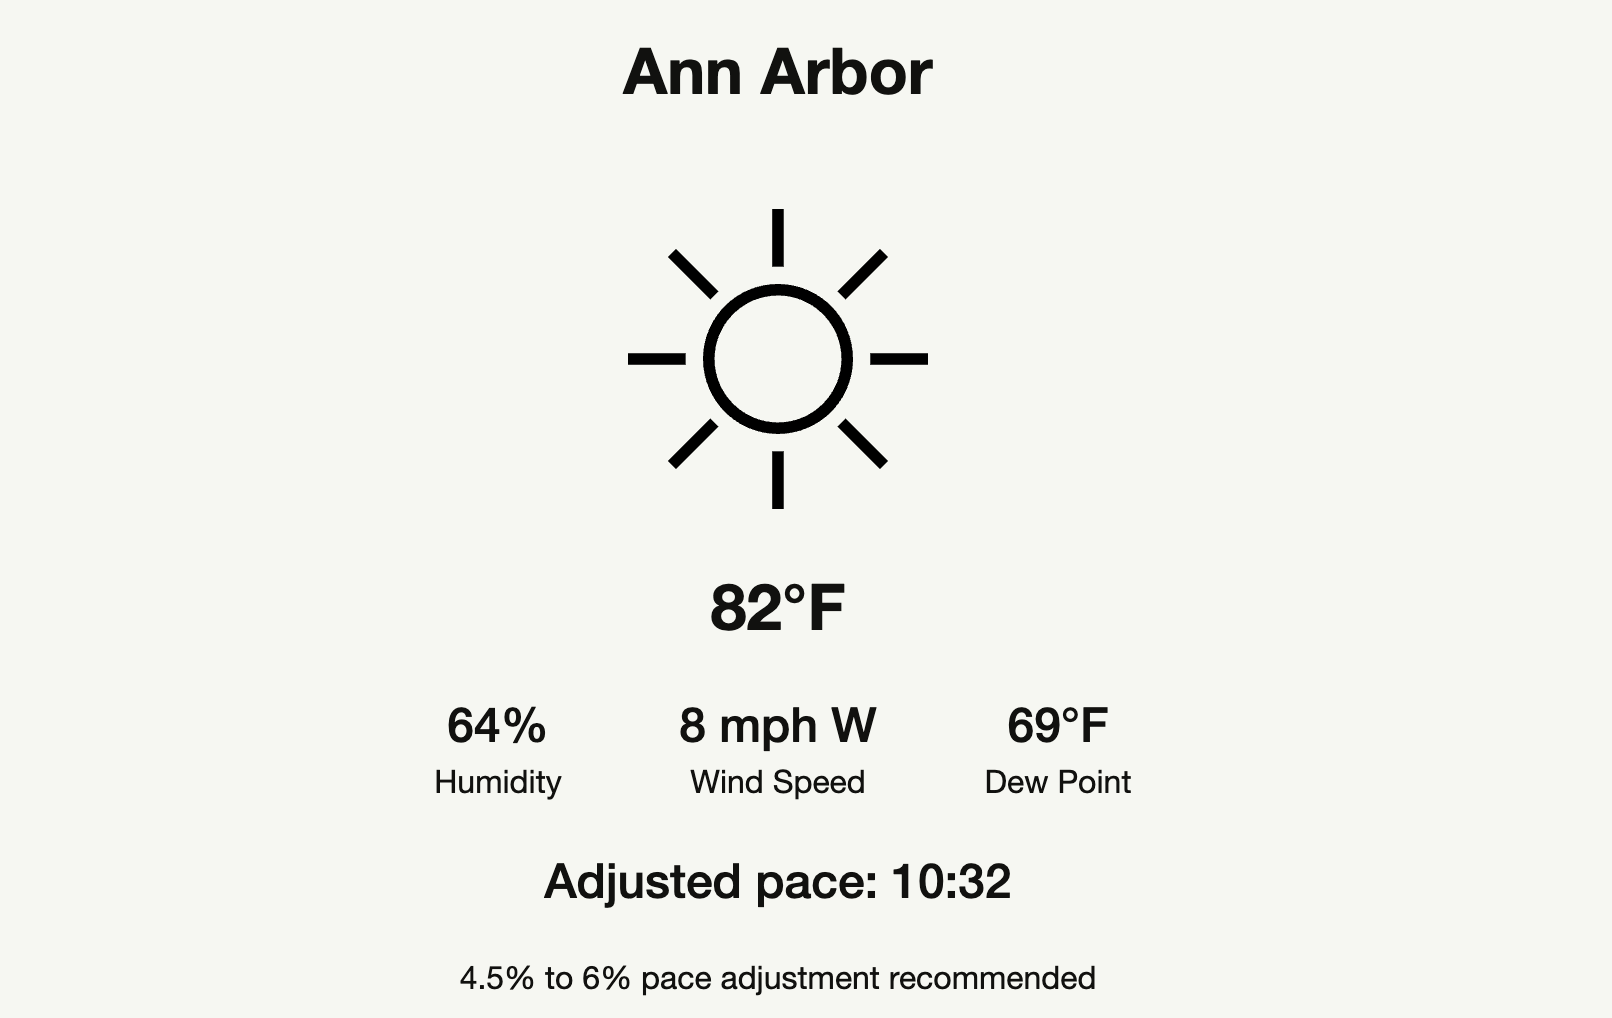 Ann Arbor
82°F
64% 8 mph W 69°F
Humidity Wind Speed Dew Point
Adjusted pace: 10:32
4.5% to 6% pace adjustment recommended